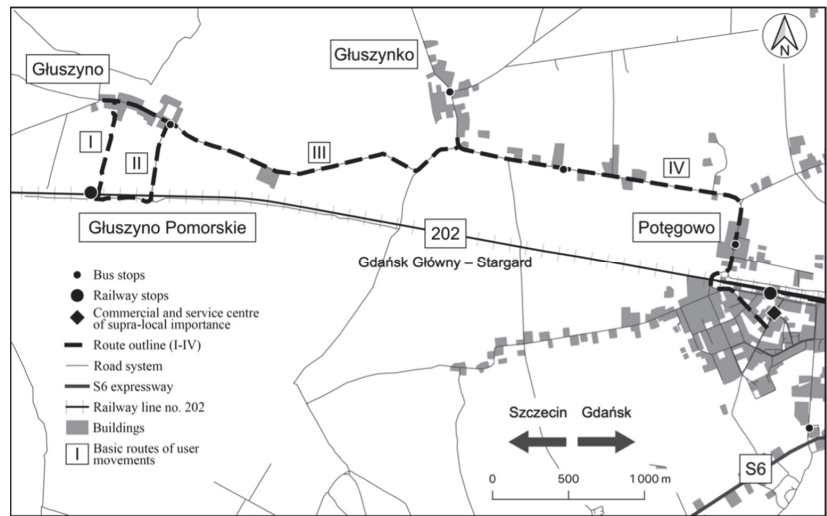 Głuszyno
Głuszynko
N
I
II
III
IV
Głuszyno Pomorskie
202
Potęgowo
Gdańsk Główny – Stargard
Bus stops
Railway stops
Commercial and service centre
of supra-local importance
Route outline (I-IV)
Road system
S6 expressway
Railway line no. 202
Buildings
I Basic routes of user
movements
Szczecin Gdańsk
S6
0 500 1 000 m